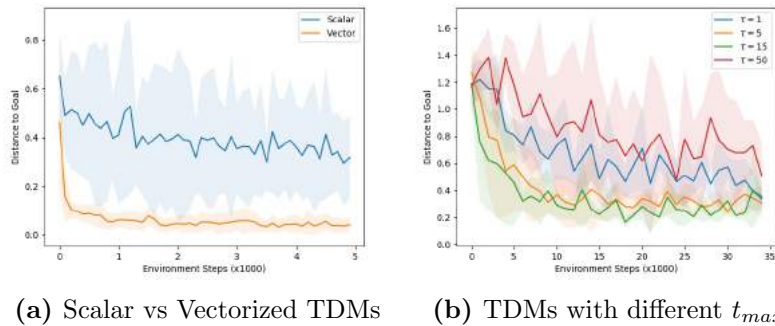 Scalar
Vector
0.8
0.6
0.4
0.2
0.0
Distance to Goal
0 1 2 3 4 5
Environment Steps (x1000)
τ = 1
τ = 5
τ = 15
τ = 50
1.6
1.4
1.2
1.0
0.8
0.6
0.4
0.2
0.0
Distance to Goal
0 5 10 15 20 25 30 35
Environment Steps (x1000)
(a) Scalar vs Vectorized TDMs
(b) TDMs with different